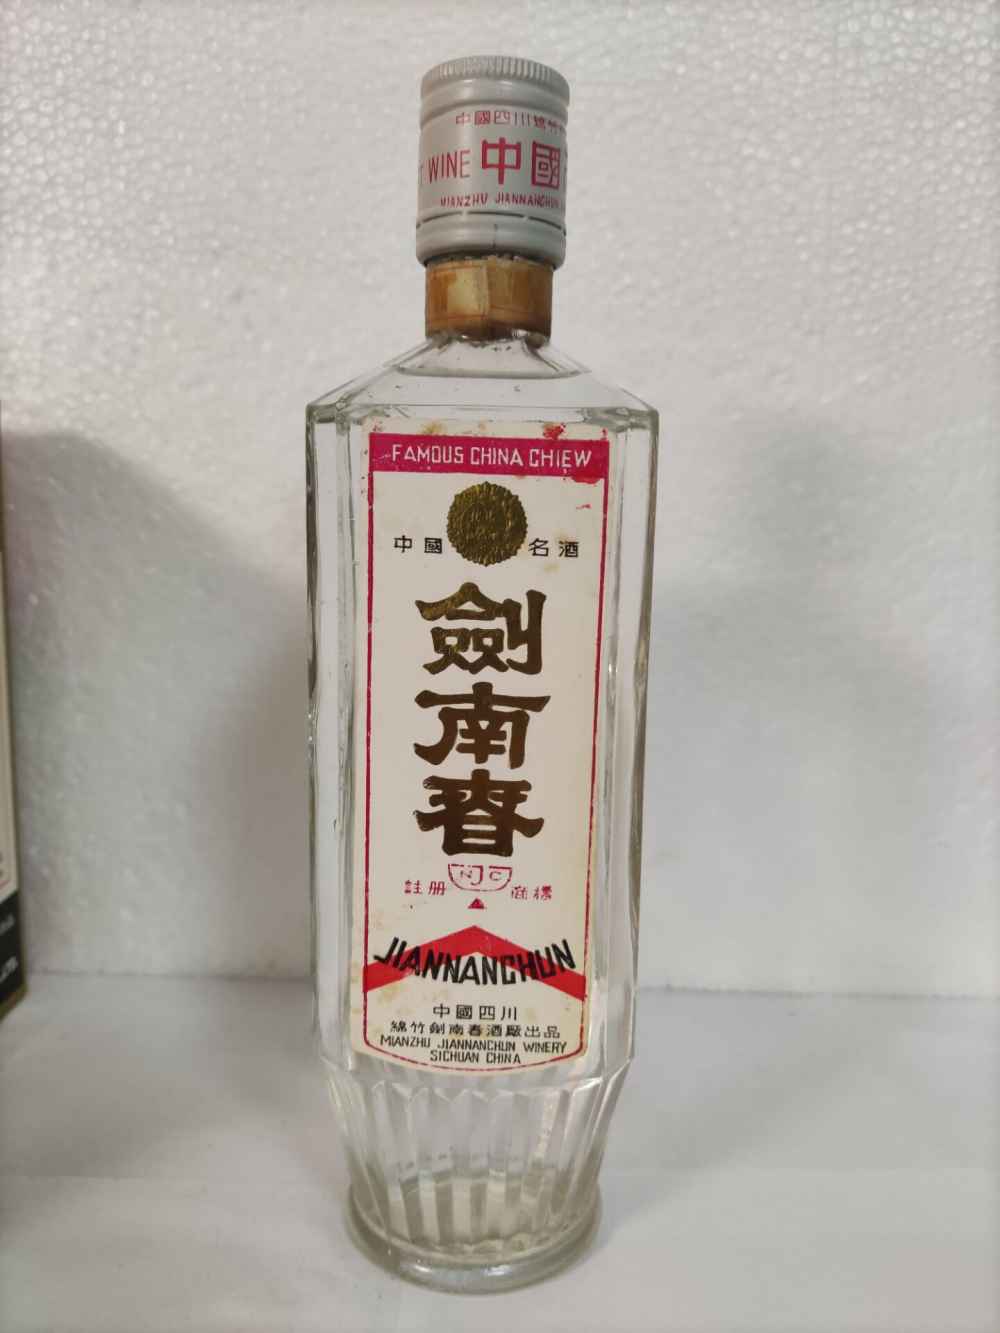 中國四川綿竹
WINE 中國
MIANZHU JIANNANCHUN
FAMOUS CHINA CHIEW
中國 名酒
劍南春
NJC
註册 商標
JIANNANCHUN
中國四川
綿竹劍南春酒廠出品
MIANZHU JIANNANCHUN WINERY
SICHUAN CHINA